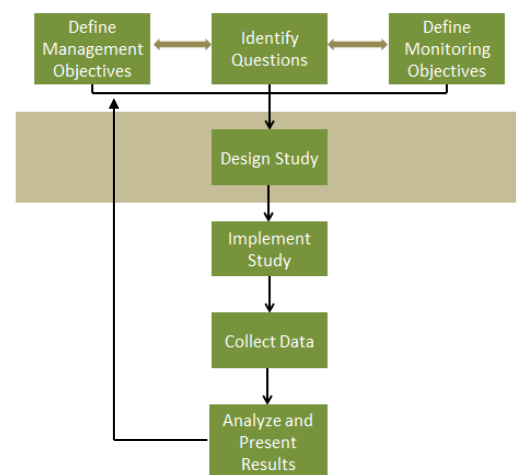 Define
Management
Objectives
Identify
Questions
Define
Monitoring
Objectives
Design Study
Implement
Study
Collect Data
Analyze and
Present
Results